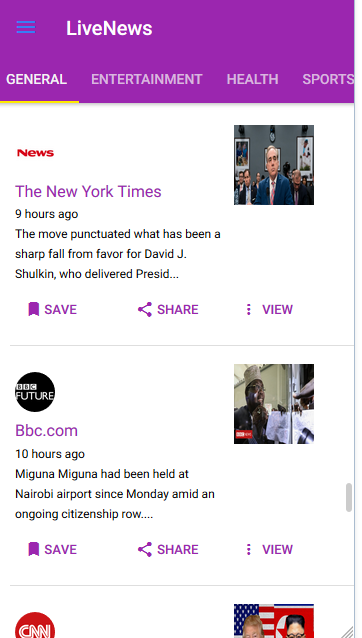 LiveNews
GENERAL ENTERTAINMENT HEALTH SPORTS
News
The New York Times
9 hours ago
The move punctuated what has been a
sharp fall from favor for David J.
Shulkin, who delivered Presid...
SAVE SHARE VIEW
BBC
FUTURE
Bbc.com
10 hours ago
Miguna Miguna had been held at
Nairobi airport since Monday amid an
ongoing citizenship row....
SAVE SHARE VIEW
CNN